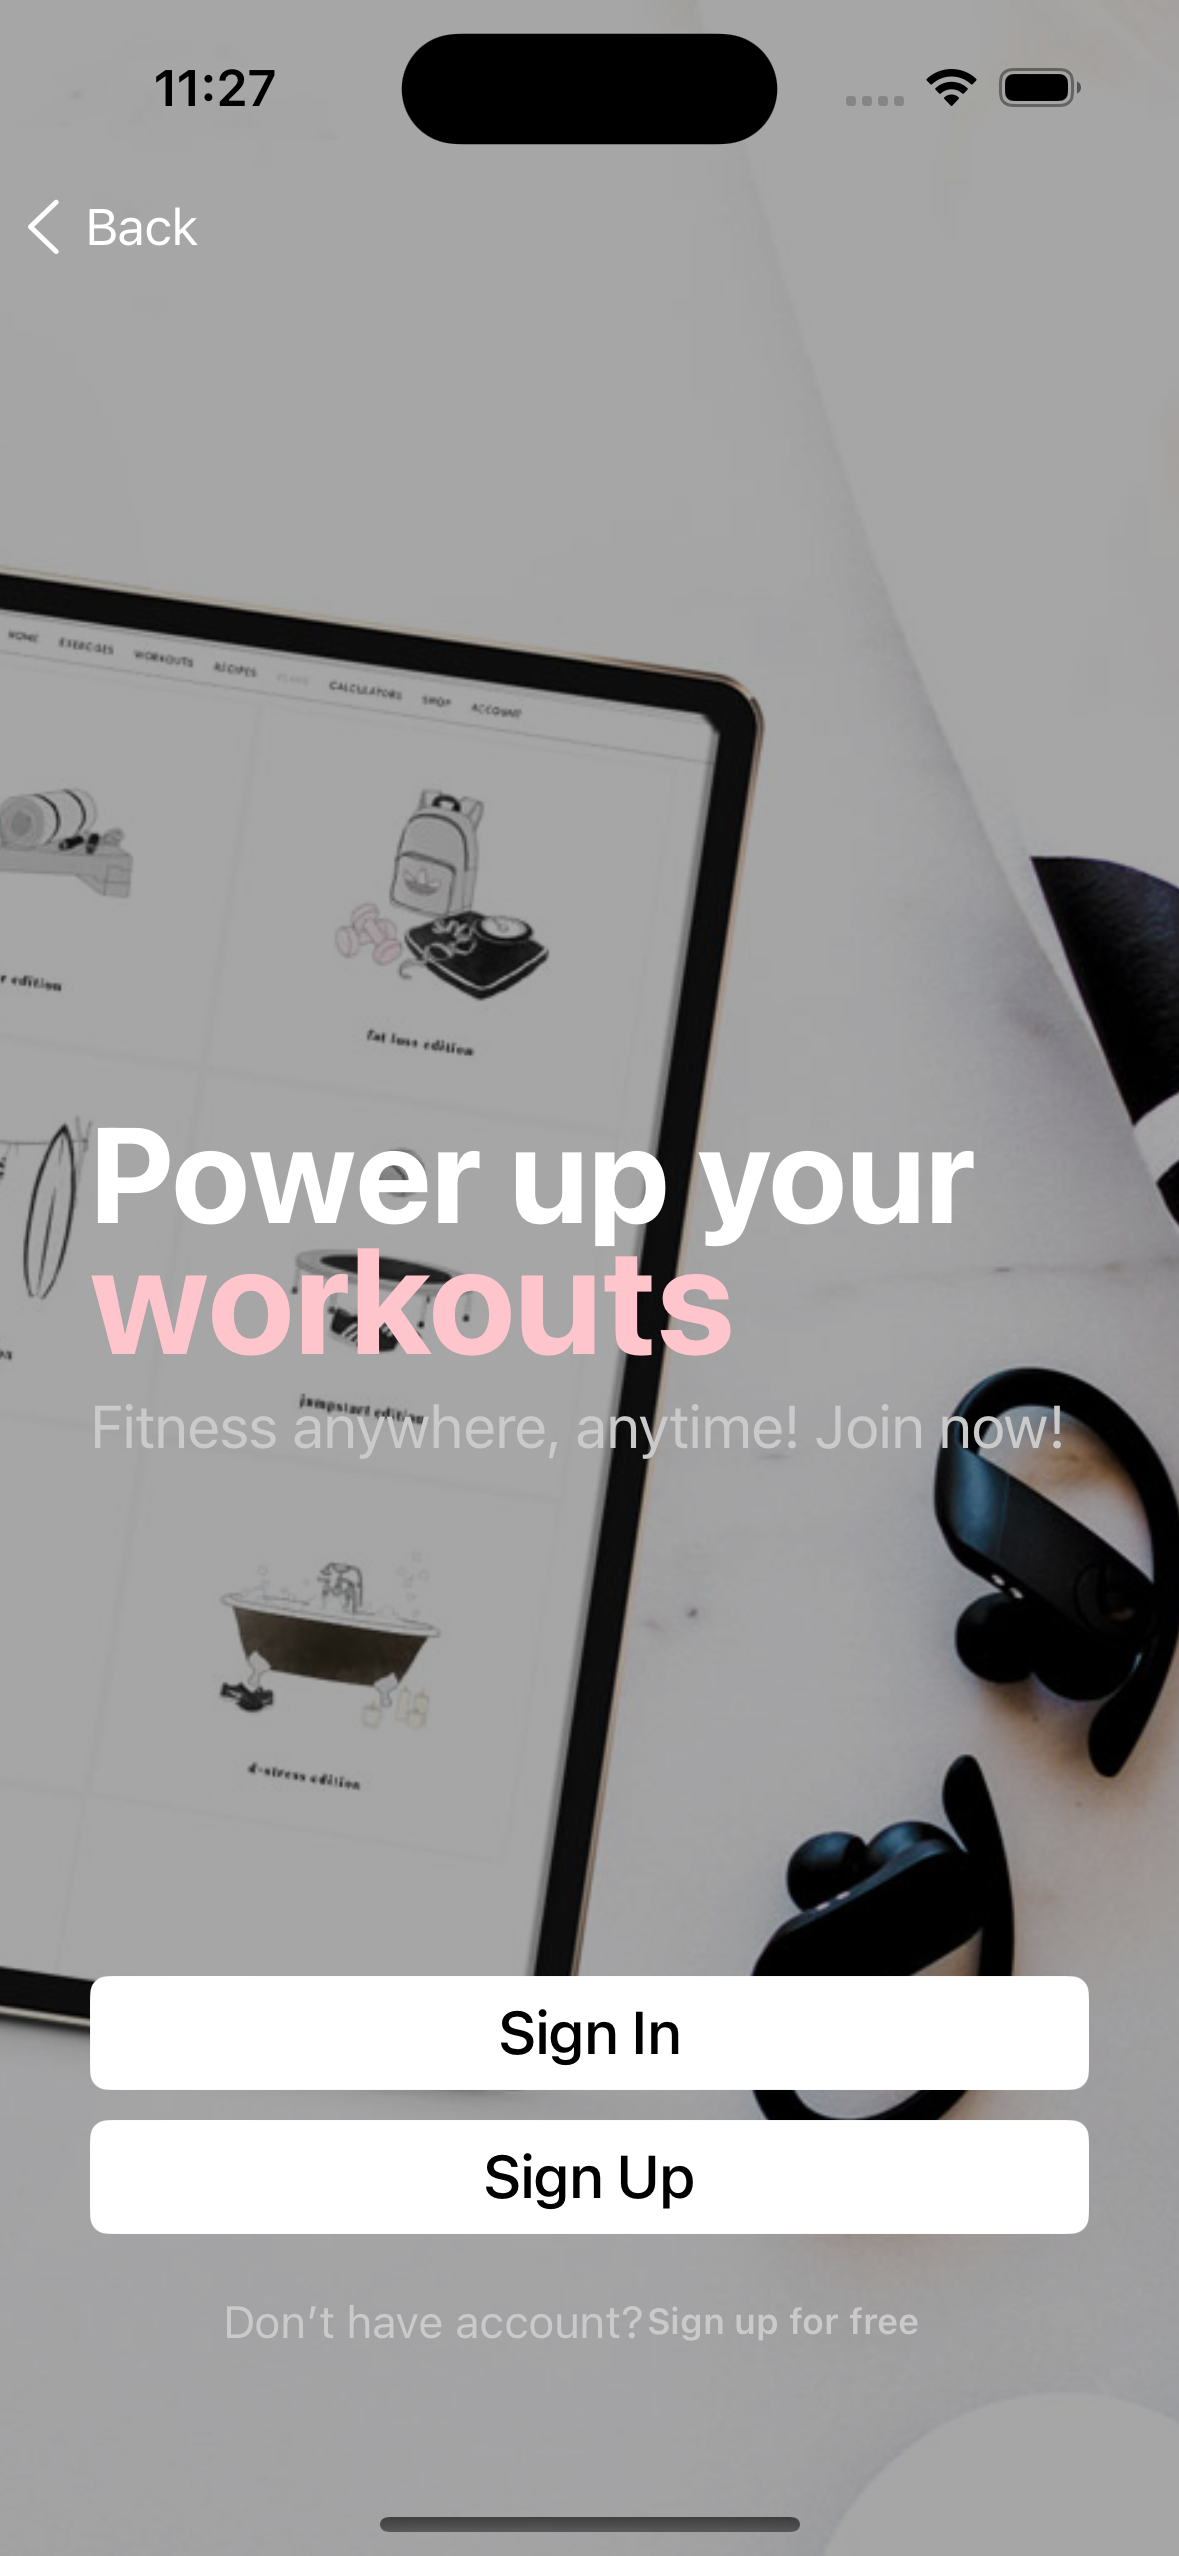 11:27
Back
HOME EXERCISES WORKOUTS RECIPES PLANS CALCULATORS SHOP ACCOUNT
r edition
fat loss edition
Power up your
workouts
jumpstart edition
Fitness anywhere, anytime! Join now!
d-stress edition
Sign In
Sign Up
Don’t have account? Sign up for free